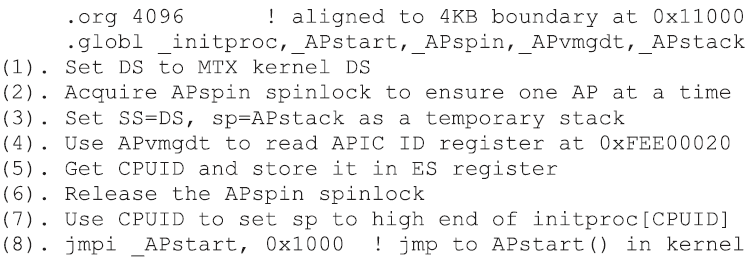 .org 4096 ! aligned to 4KB boundary at 0x11000
.globl _initproc,_APstart,_APspin,_APvmgdt,_APstack
(1). Set DS to MTX kernel DS
(2). Acquire APspin spinlock to ensure one AP at a time
(3). Set SS=DS, sp=APstack as a temporary stack
(4). Use APvmgdt to read APIC ID register at 0xFEE00020
(5). Get CPUID and store it in ES register
(6). Release the APspin spinlock
(7). Use CPUID to set sp to high end of initproc[CPUID]
(8). jmpi _APstart, 0x1000 ! jmp to APstart() in kernel